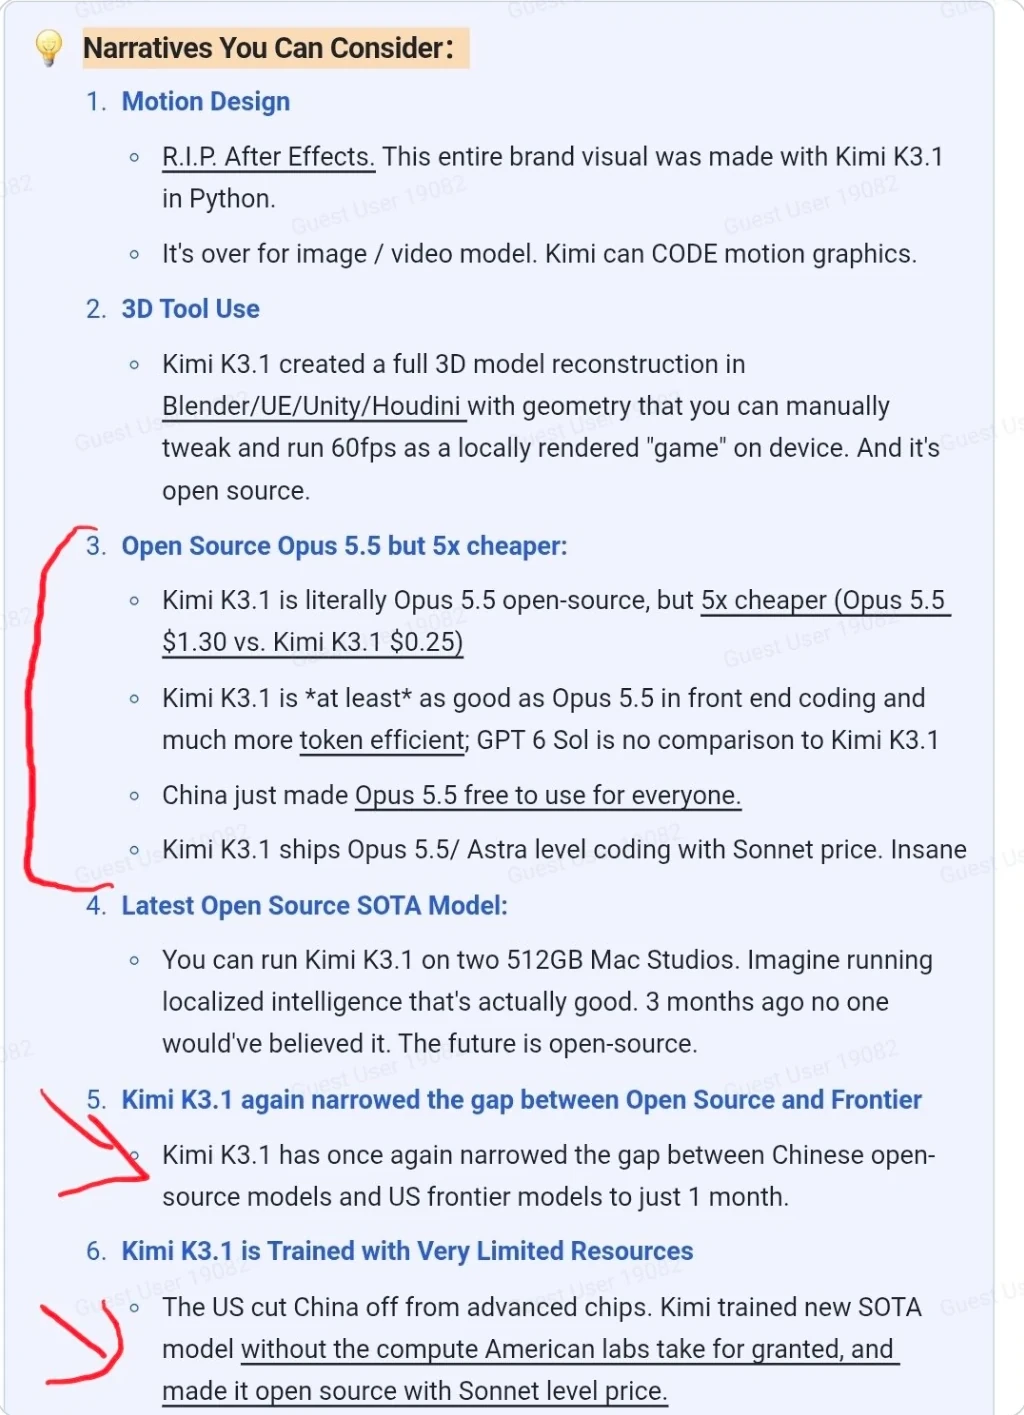 Narratives You Can Consider:
1. Motion Design
R.I.P. After Effects. This entire brand visual was made with Kimi K3.1
in Python.
It's over for image / video model. Kimi can CODE motion graphics.
2. 3D Tool Use
Kimi K3.1 created a full 3D model reconstruction in
Blender/UE/Unity/Houdini with geometry that you can manually
tweak and run 60fps as a locally rendered "game" on device. And it's
open source.
3. Open Source Opus 5.5 but 5x cheaper:
Kimi K3.1 is literally Opus 5.5 open-source, but 5x cheaper (Opus 5.5
$1.30 vs. Kimi K3.1 $0.25)
Kimi K3.1 is *at least* as good as Opus 5.5 in front end coding and
much more token efficient; GPT 6 Sol is no comparison to Kimi K3.1
China just made Opus 5.5 free to use for everyone.
Kimi K3.1 ships Opus 5.5/ Astra level coding with Sonnet price. Insane
4. Latest Open Source SOTA Model:
You can run Kimi K3.1 on two 512GB Mac Studios. Imagine running
localized intelligence that's actually good. 3 months ago no one
would've believed it. The future is open-source.
5. Kimi K3.1 again narrowed the gap between Open Source and Frontier
Kimi K3.1 has once again narrowed the gap between Chinese open-
source models and US frontier models to just 1 month.
6. Kimi K3.1 is Trained with Very Limited Resources
The US cut China off from advanced chips. Kimi trained new SOTA
model without the compute American labs take for granted, and
made it open source with Sonnet level price.
Guest User 19082